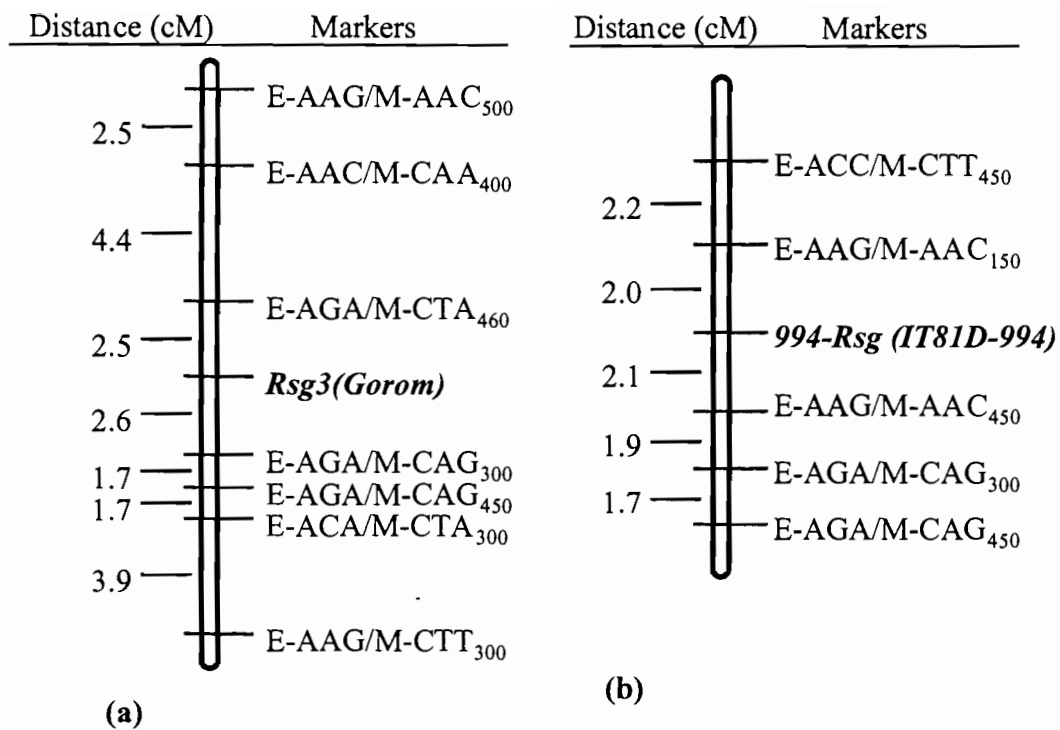 Distance (cM) Markers
E-AAG/M-AAC500
2.5
E-AAC/M-CAA400
4.4
E-AGA/M-CTA460
2.5
Rsg3(Gorom)
2.6
E-AGA/M-CAG300
1.7
E-AGA/M-CAG450
1.7
E-ACA/M-CTA300
3.9
E-AAG/M-CTT300
(a)
Distance (cM) Markers
E-ACC/M-CTT450
2.2
E-AAG/M-AAC150
2.0
994-Rsg (IT81D-994)
2.1
E-AAG/M-AAC450
1.9
E-AGA/M-CAG300
1.7
E-AGA/M-CAG450
(b)